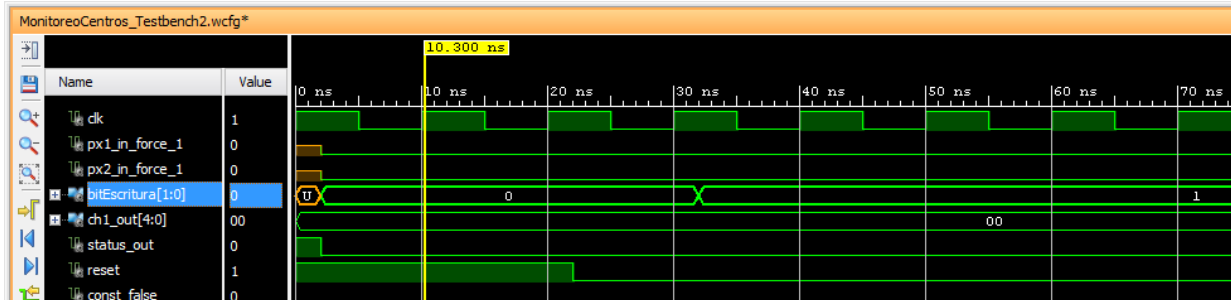 MonitoreoCentros_Testbench2.wcfg*
10.300 ns
Name Value
0 ns 10 ns 20 ns 30 ns 40 ns 50 ns 60 ns 70 ns
clk 1
px1_in_force_1 0
px2_in_force_1 0
bitEscritura[1:0] 0 U 0 1
ch1_out[4:0] 00 00
status_out 0
reset 1
const_false 0